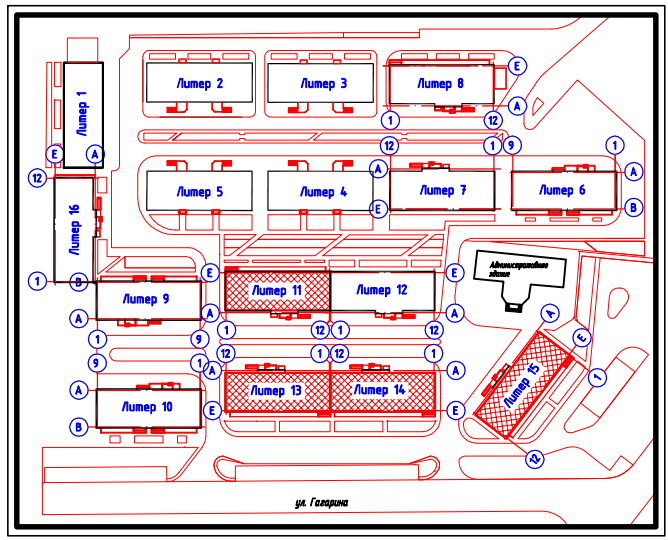 Литер 1
Литер 2
Литер 3
Литер 8
Е
А
1
12
Е
А
12
9
1
12
1
Литер 16
1
В
Литер 5
Литер 4
А
Е
Литер 7
Литер 6
А
В
Литер 9
А
1
9
Е
А
Литер 11
Литер 12
Е
А
1
12
1
12
Административное
здание
9
1
А
В
Литер 10
12
1
12
1
А
Е
Литер 13
Литер 14
А
Е
А
Е
1
12
Литер 15
ул. Гагарина